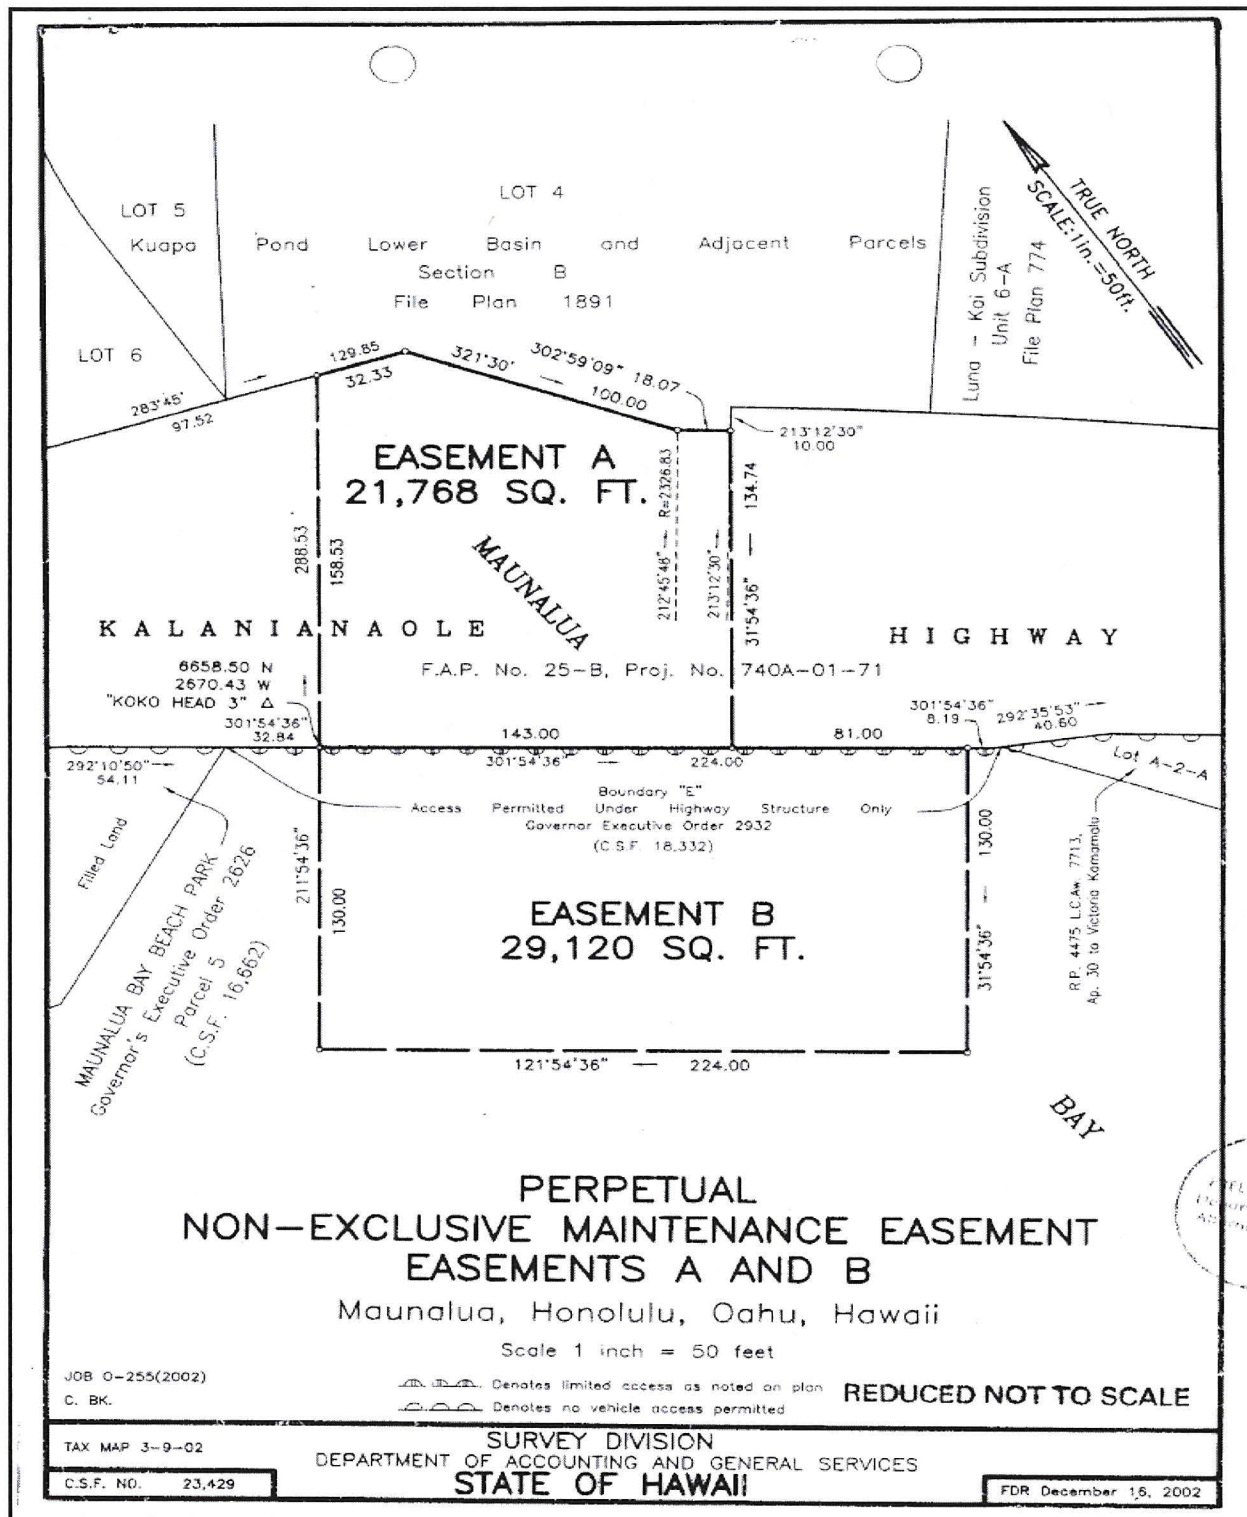 LOT 5
LOT 4
Kuapa Pond Lower Basin and Adjacent Parcels
Section B
File Plan 1891
LOT 6
Luna - Kai Subdivision
Unit 6-A
File Plan 774
TRUE NORTH
SCALE: 1 in. = 50 ft.
283°45'
97.52
129.85
32.33
321°30'
100.00
302°59'09" 18.07
213°12'30"
10.00
EASEMENT A
21,768 SQ. FT.
288.53
158.53
212°45'48" R=2326.83
213°12'30"
31°54'36" 134.74
MAUNALUA
KALANIANAOLE HIGHWAY
F.A.P. No. 25-B, Proj. No. 740A-01-71
6658.50 N
2670.43 W
"KOKO HEAD 3" △
301°54'36"
32.84
143.00
81.00
301°54'36"
8.19
292°35'53"
40.60
301°54'36" 224.00
292°10'50"
54.11
Lot A-2-A
Boundary "E"
Access Permitted Under Highway Structure Only
Governor Executive Order 2932
(C.S.F. 18,332)
Filled Land
MAUNALUA BAY BEACH PARK
Governor's Executive Order 2626
Parcel 5
(C.S.F. 16,662)
211°54'36"
130.00
EASEMENT B
29,120 SQ. FT.
31°54'36" 130.00
R.P. 4475 L.C.Aw. 7713,
Ap. 30 to Victoria Kamamalu
121°54'36" 224.00
BAY
PERPETUAL
NON-EXCLUSIVE MAINTENANCE EASEMENT
EASEMENTS A AND B
Maunalua, Honolulu, Oahu, Hawaii
Scale 1 inch = 50 feet
JOB O-255(2002)
C. BK.
Denotes limited access as noted on plan
Denotes no vehicle access permitted
REDUCED NOT TO SCALE
TAX MAP 3-9-02
C.S.F. NO. 23,429
SURVEY DIVISION
DEPARTMENT OF ACCOUNTING AND GENERAL SERVICES
STATE OF HAWAII
FDR December 16, 2002